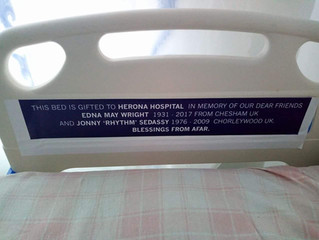 THIS BED IS GIFTED TO HERONA HOSPITAL IN MEMORY OF OUR DEAR FRIENDS
EDNA MAY WRIGHT 1931 - 2017 FROM CHESHAM UK
AND JONNY 'RHYTHM' SEDASSY 1976 - 2009 CHORLEYWOOD UK.
BLESSINGS FROM AFAR.